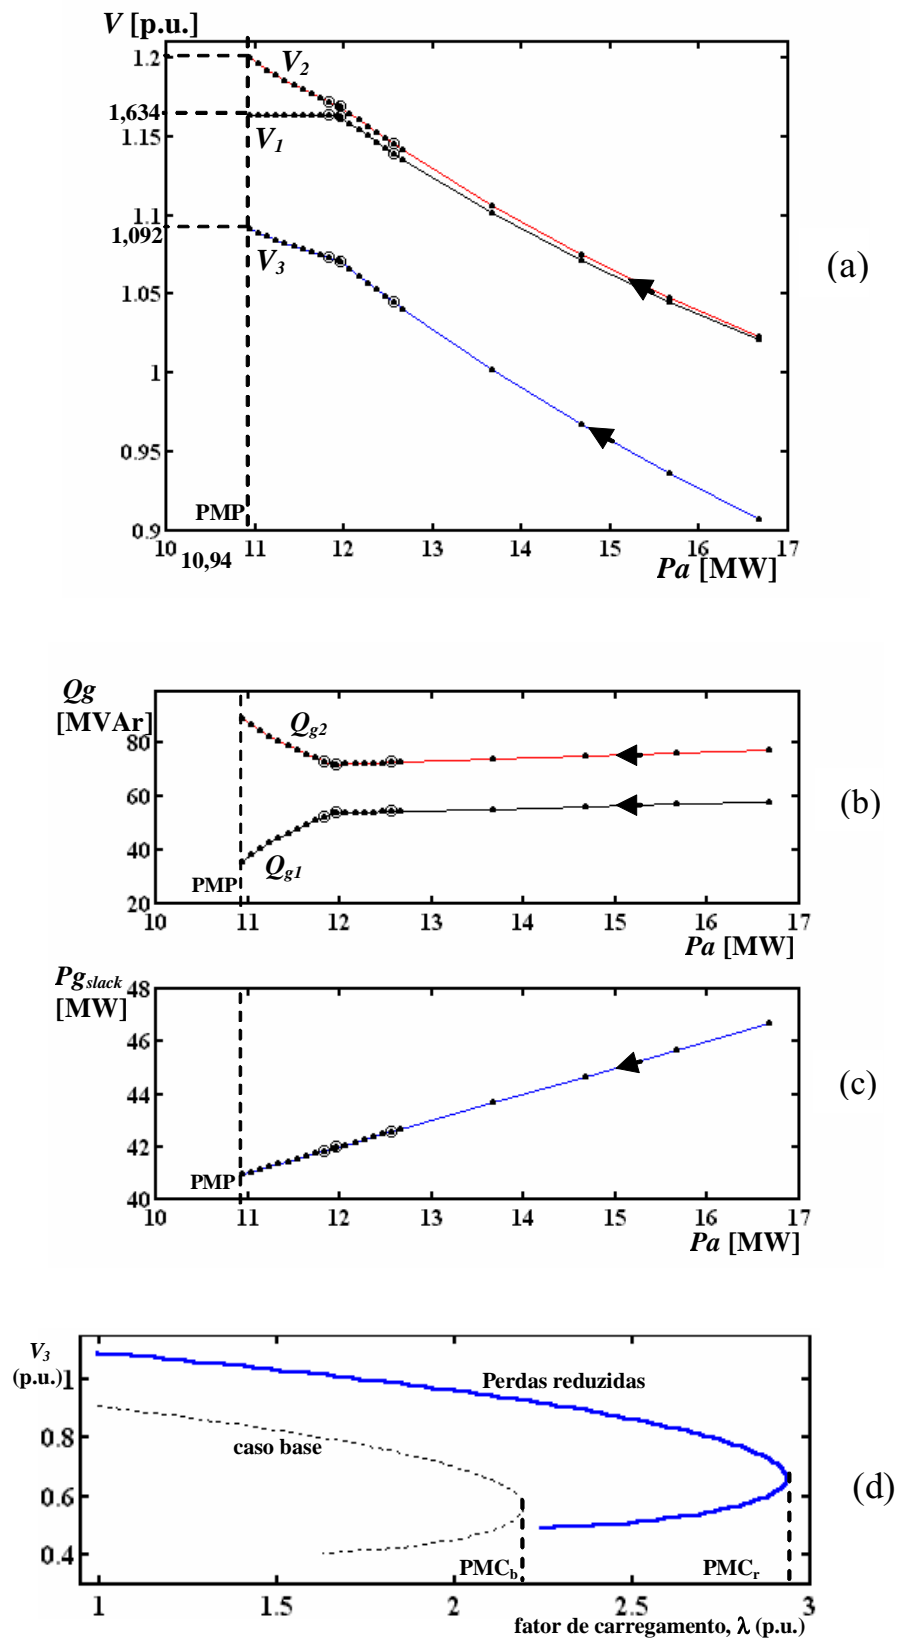 V [p.u.]
1.2
V2
1,634
1.15
V1
1.1
1,092
V3
(a)
1.05
1
0.95
PMP
0.9
10 11 12 13 14 15 16 17
10,94
Pa [MW]
Qg
[MVAr]
Qg2
80
60
(b)
40
Qg1
PMP
20
10 11 12 13 14 15 16 17
Pa [MW]
Pgslack
[MW]
48
46
44
(c)
42
PMP
40
10 11 12 13 14 15 16 17
Pa [MW]
V3
(p.u.)
1
Perdas reduzidas
0.8
caso base
0.6
(d)
0.4
PMCb
PMCr
1 1.5 2 2.5 3
fator de carregamento, λ (p.u.)